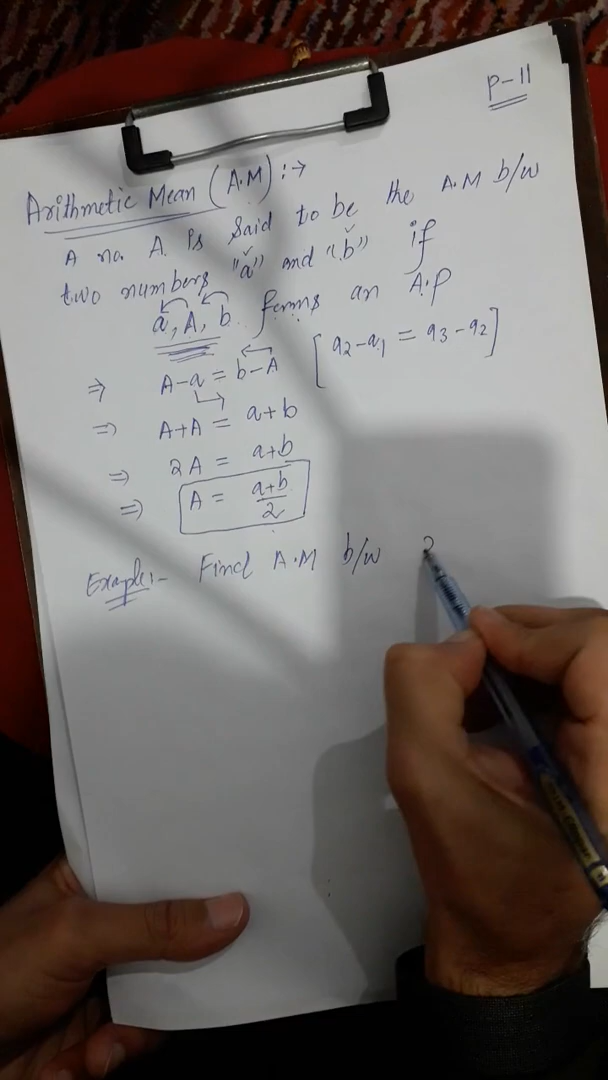 P-11
Arithmetic Mean (A.M) :→
A no. A is said to be the A.M b/w
two numbers "a" and "b" if
a, A, b forms an A.P
⇒ A-a = b-A [a2-a1 = a3-a2]
⇒ A+A = a+b
⇒ 2A = a+b
⇒ A = a+b/2
Example:- Find A.M b/w